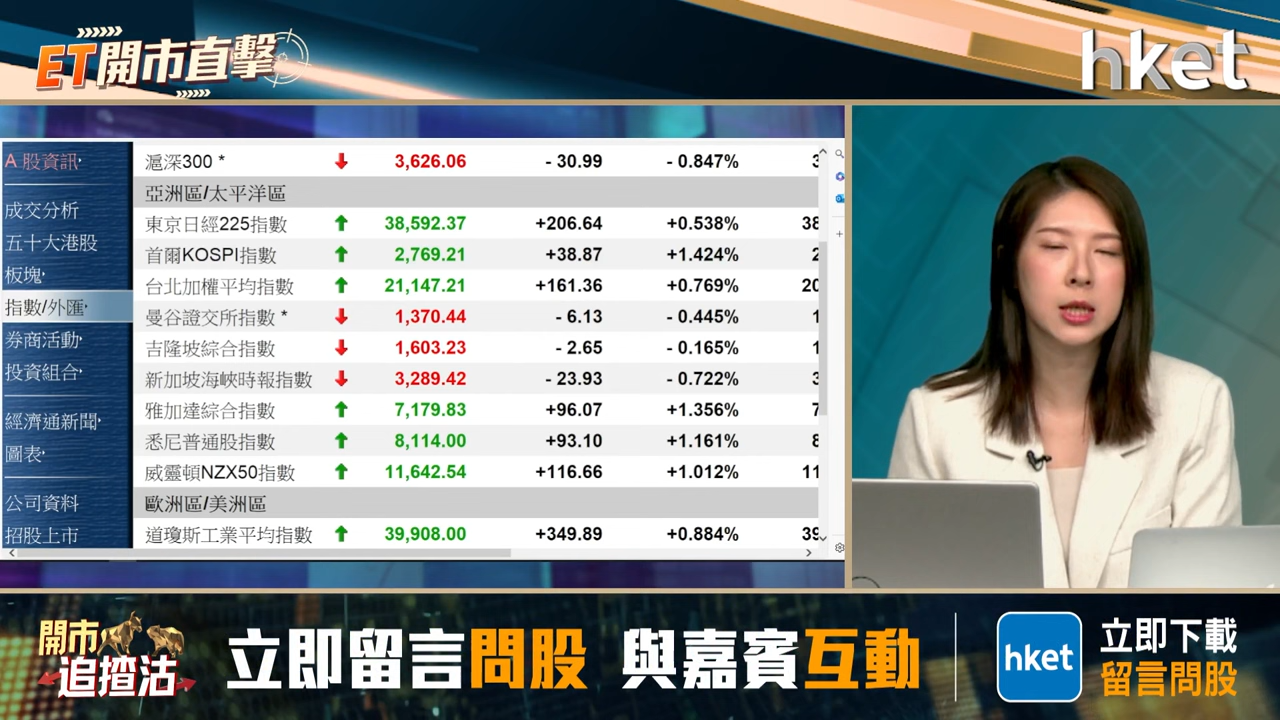 ET開市直擊
hket
A 股資訊
成交分析
五十大港股
板塊
指數/外匯
券商活動
投資組合
經濟通新聞
圖表
公司資料
招股上市
滬深300 * 3,626.06 - 30.99 - 0.847% 3
亞洲區/太平洋區
東京日經225指數 38,592.37 +206.64 +0.538% 38
首爾KOSPI指數 2,769.21 +38.87 +1.424% 2
台北加權平均指數 21,147.21 +161.36 +0.769% 20
曼谷證交所指數 * 1,370.44 - 6.13 - 0.445% 1
吉隆坡綜合指數 1,603.23 - 2.65 - 0.165% 1
新加坡海峽時報指數 3,289.42 - 23.93 - 0.722% 3
雅加達綜合指數 7,179.83 +96.07 +1.356% 7
悉尼普通股指數 8,114.00 +93.10 +1.161% 8
威靈頓NZX50指數 11,642.54 +116.66 +1.012% 11
歐洲區/美洲區
道瓊斯工業平均指數 39,908.00 +349.89 +0.884% 39
開市
追揸沽
立即留言問股 與嘉賓互動
hket
立即下載
留言問股